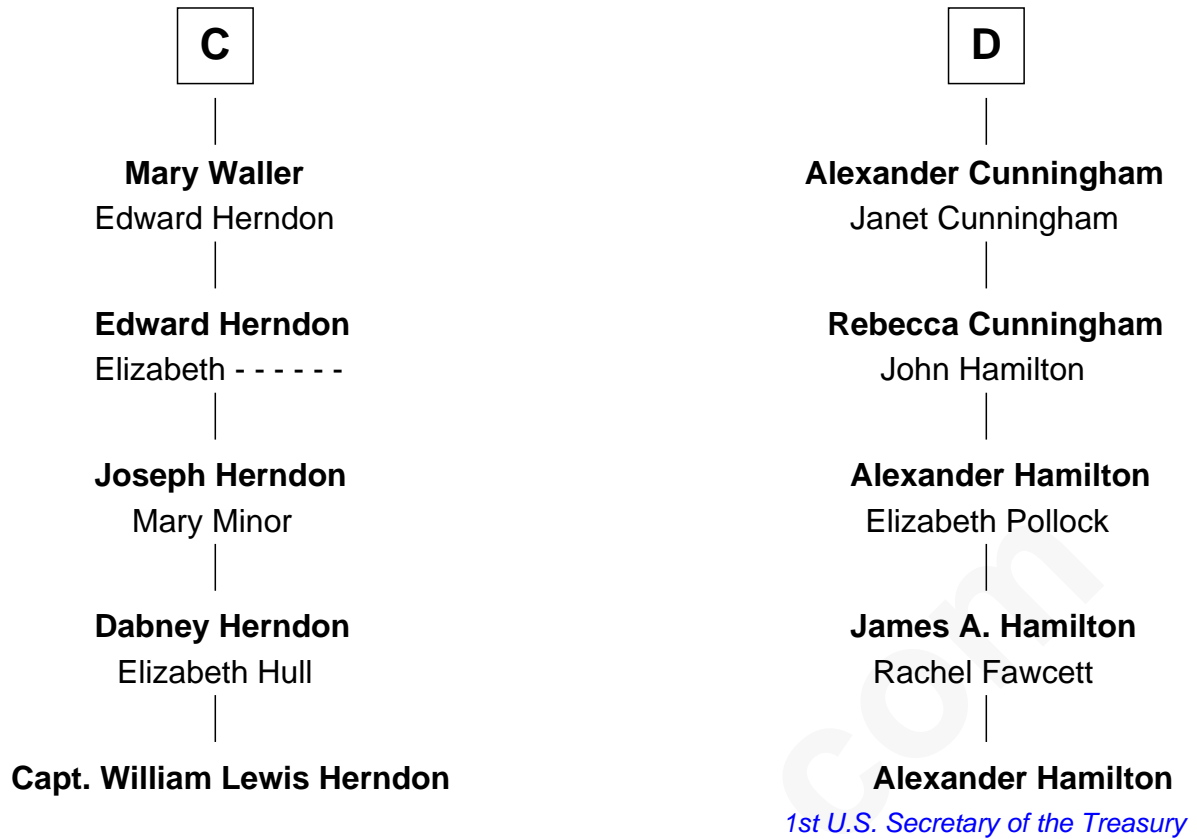 C
Mary Waller
Edward Herndon
Edward Herndon
Elizabeth - - - - - -
Joseph Herndon
Mary Minor
Dabney Herndon
Elizabeth Hull
Capt. William Lewis Herndon
D
Alexander Cunningham
Janet Cunningham
Rebecca Cunningham
John Hamilton
Alexander Hamilton
Elizabeth Pollock
James A. Hamilton
Rachel Fawcett
Alexander Hamilton
1st U.S. Secretary of the Treasury
com